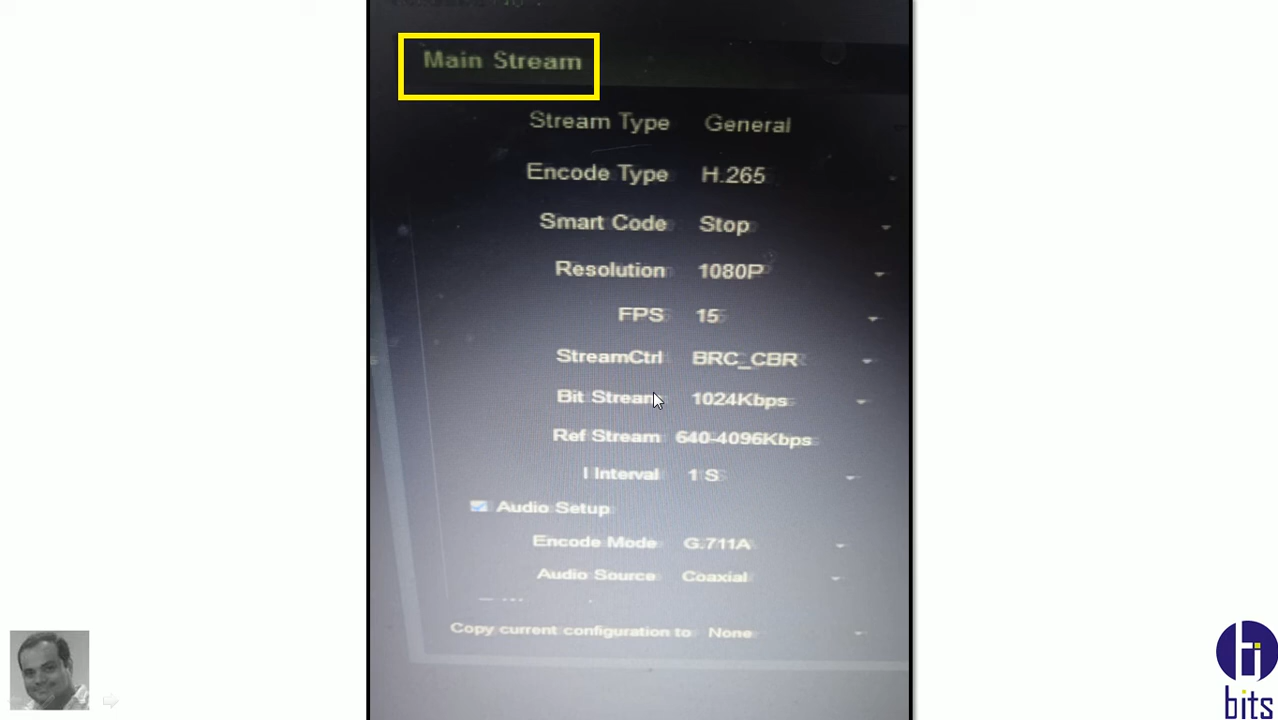 Main Stream
Stream Type General
Encode Type H.265
Smart Code Stop
Resolution 1080P
FPS 15
StreamCtrl BRC_CBR
Bit Stream 1024Kbps
Ref Stream 640-4096Kbps
I Interval 1 S
Audio Setup
Encode Mode G.711A
Audio Source Coaxial
Copy current configuration to None
bits